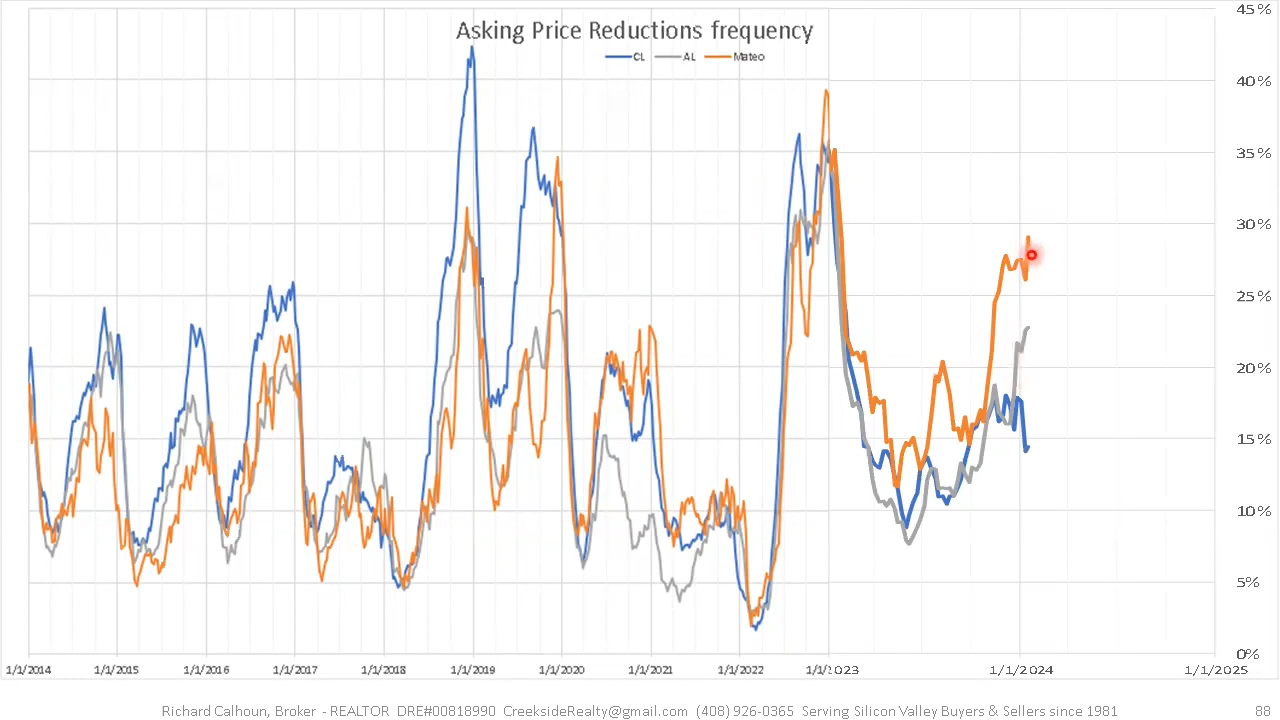 Asking Price Reductions frequency
CL AL Mateo
45%
40%
35%
30%
25%
20%
15%
10%
5%
0%
1/1/2014 1/1/2015 1/1/2016 1/1/2017 1/1/2018 1/1/2019 1/1/2020 1/1/2021 1/1/2022 1/1/2023 1/1/2024 1/1/2025
Richard Calhoun, Broker - REALTOR DRE#00818990 CreeksideRealty@gmail.com (408) 926-0365 Serving Silicon Valley Buyers & Sellers since 1981 88